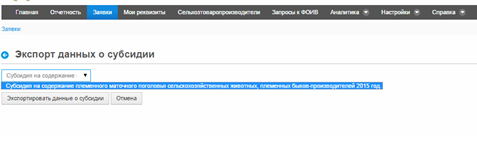 Главная Отчетность Заявки Мои реквизиты Сельхозтоваропроизводители Запросы к ФОИВ Аналитика Настройки Справка
Заявки
Экспорт данных о субсидии
Субсидия на содержание
Субсидия на содержание племенного маточного поголовья сельскохозяйственных животных, племенных быков-производителей 2015 год
Экспортировать данные о субсидии Отмена